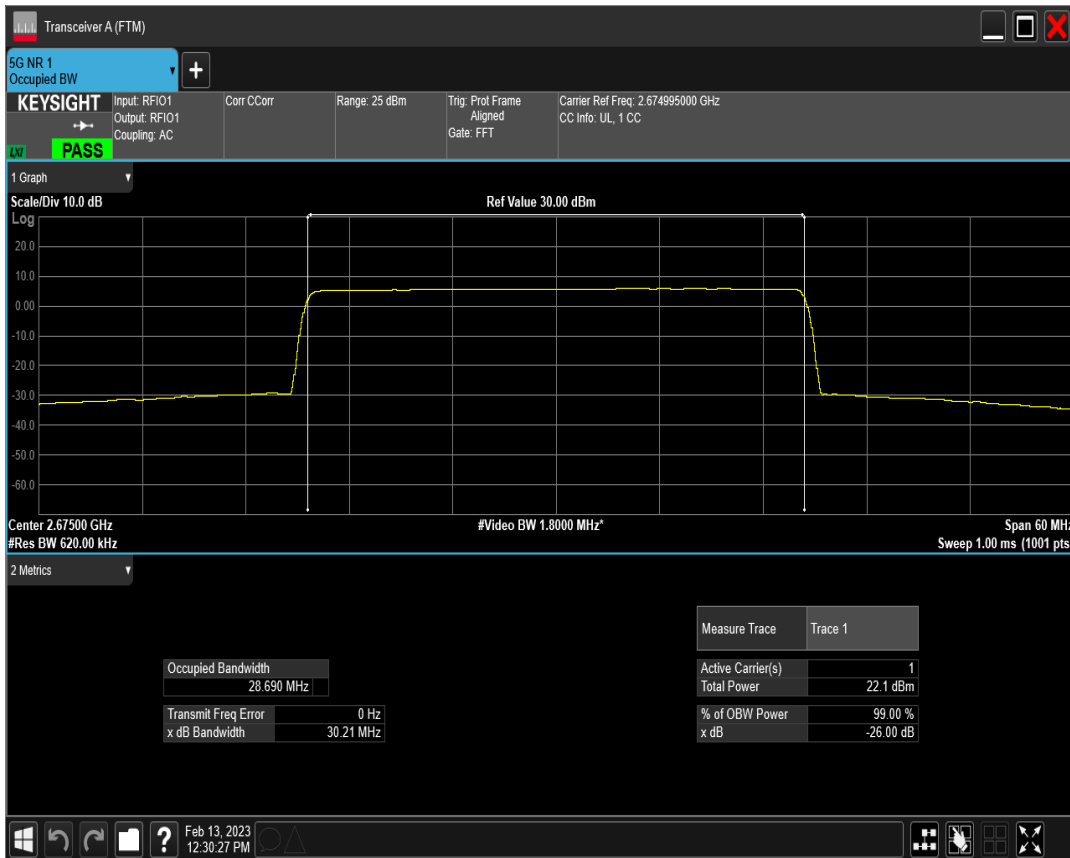 Transceiver A (FTM)
5G NR 1
Occupied BW
+
KEYSIGHT
LXI
PASS
Input: RFIO1
Output: RFIO1
Coupling: AC
Corr CCorr
Range: 25 dBm
Trig: Prot Frame
Aligned
Gate: FFT
Carrier Ref Freq: 2.674995000 GHz
CC Info: UL, 1 CC
1 Graph
Scale/Div 10.0 dB
Ref Value 30.00 dBm
Log
20.0
10.0
0.00
-10.0
-20.0
-30.0
-40.0
-50.0
-60.0
Center 2.67500 GHz
#Video BW 1.8000 MHz*
Span 60 MHz
#Res BW 620.00 kHz
Sweep 1.00 ms (1001 pts
2 Metrics
Measure Trace Trace 1
Occupied Bandwidth
28.690 MHz
Active Carrier(s) 1
Total Power 22.1 dBm
Transmit Freq Error 0 Hz
x dB Bandwidth 30.21 MHz
% of OBW Power 99.00 %
x dB -26.00 dB
?
Feb 13, 2023
12:30:27 PM